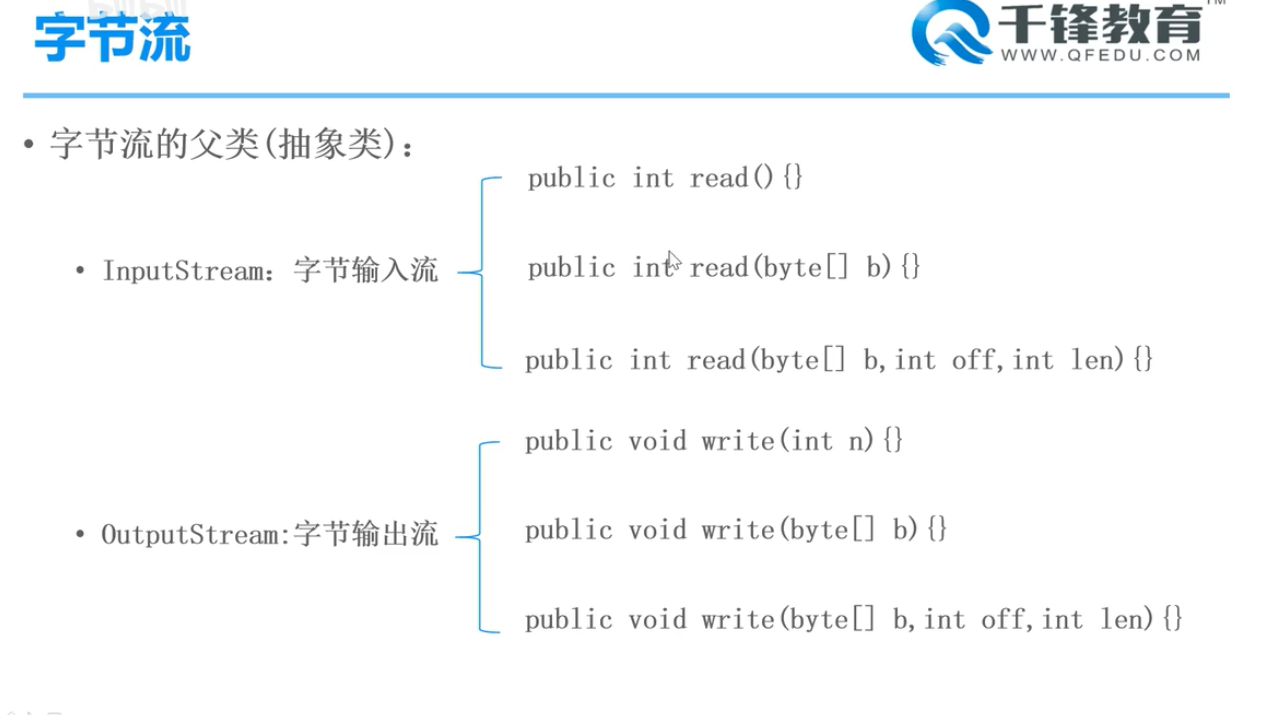 字节流
千锋教育
TM
WWW.QFEDU.COM
• 字节流的父类(抽象类)：
public int read(){}
• InputStream：字节输入流
public int read(byte[] b){}
public int read(byte[] b,int off,int len){}
public void write(int n){}
• OutputStream:字节输出流
public void write(byte[] b){}
public void write(byte[] b,int off,int len){}